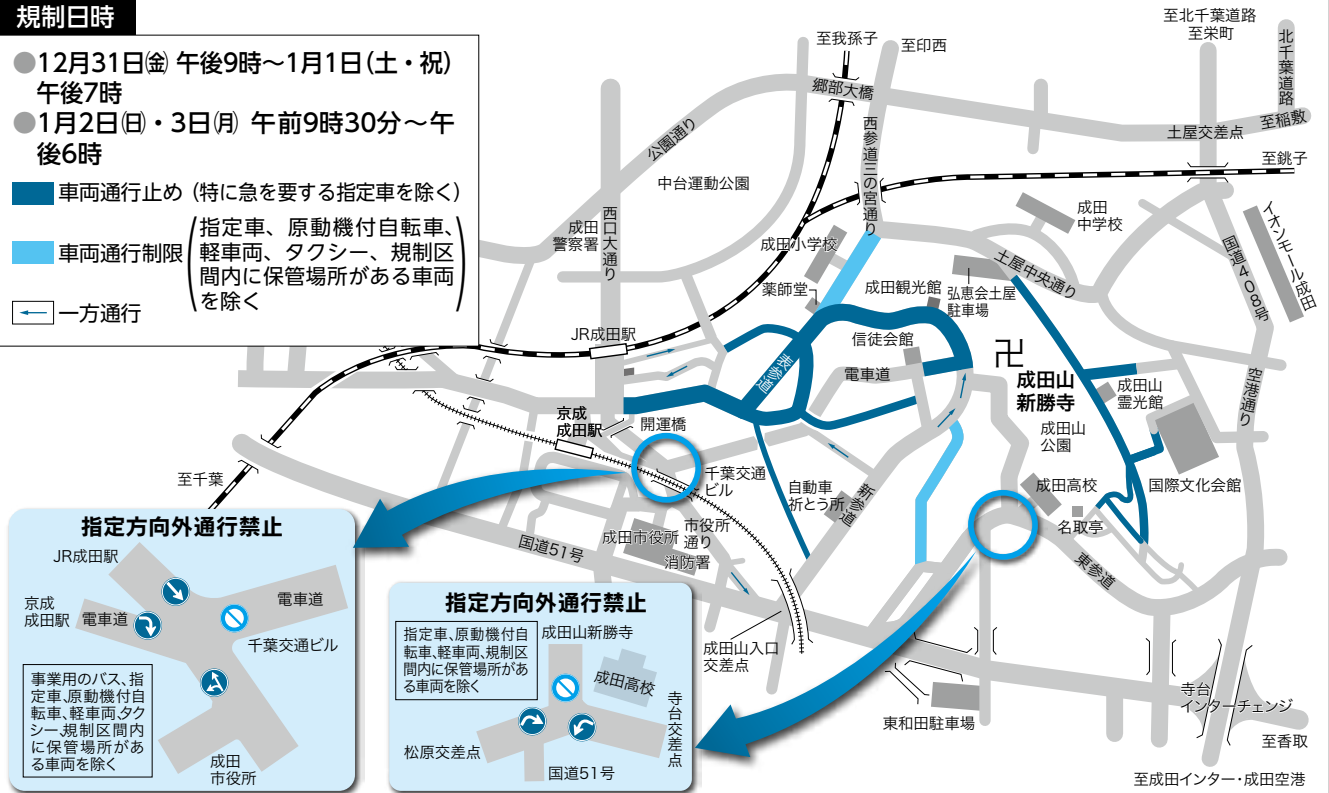 規制日時
●12月31日㈮ 午後9時～1月1日(土・祝)
午後7時
●1月2日㈰・3日㈪ 午前9時30分～午
後6時
車両通行止め (特に急を要する指定車を除く)
車両通行制限
指定車、原動機付自転車、
軽車両、タクシー、規制区
間内に保管場所がある車両
を除く
一方通行
至北千葉道路
至栄町
至我孫子
至印西
北千葉道路
郷部大橋
公園通り
西参道三の宮通り
土屋交差点
至稲敷
至銚子
中台運動公園
成田
警察署
西口大通り
成田小学校
成田
中学校
イオンモール成田
国道408号
土屋中央通り
薬師堂
成田観光館
弘恵会土屋
駐車場
JR成田駅
信徒会館
表参道
電車道
卍
成田山
新勝寺
成田山
霊光館
空港通り
京成
成田駅
開運橋
成田山
公園
至千葉
千葉交通
ビル
自動車
祈とう所
新参道
成田高校
国際文化会館
名取亭
国道51号
成田市役所
市役所
通り
消防署
東参道
成田山入口
交差点
東和田駐車場
寺台
インターチェンジ
至香取
至成田インター・成田空港
指定方向外通行禁止
JR成田駅
京成
成田駅
電車道
電車道
千葉交通ビル
事業用のバス、指
定車、原動機付自
転車、軽車両、タク
シー、規制区間内
に保管場所があ
る車両を除く
成田
市役所
指定方向外通行禁止
指定車、原動機付自
転車、軽車両、規制区
間内に保管場所があ
る車両を除く
成田山新勝寺
成田高校
寺台交差点
松原交差点
国道51号